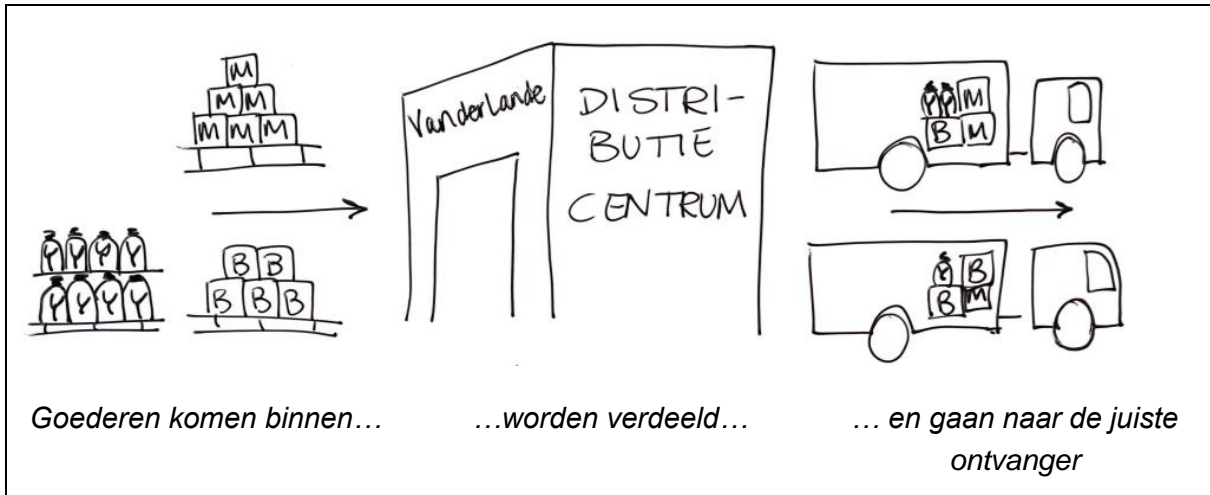 M
M M
M M M
Y Y Y Y
Y Y Y Y
B B
B B B
Vanderlande
DISTRI-
BUTIE
CENTRUM
Y Y M
B M
Y B
B M
Goederen komen binnen…
…worden verdeeld…
… en gaan naar de juiste
ontvanger